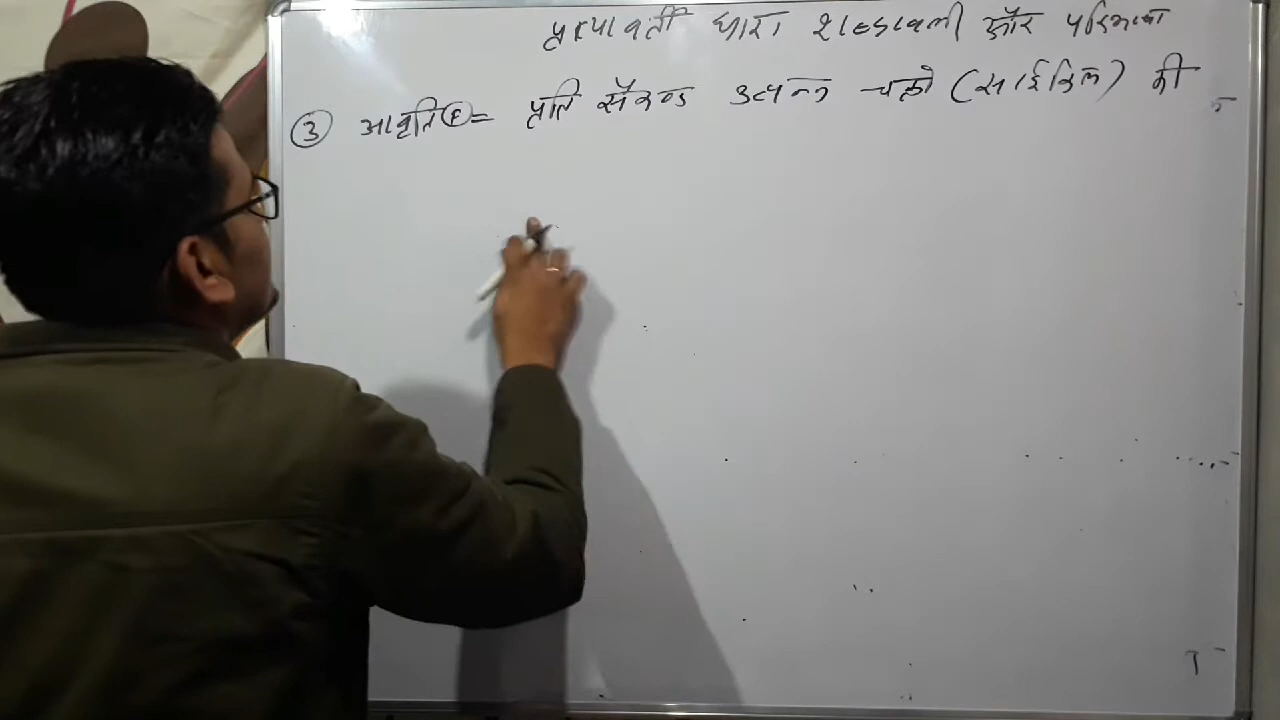 प्रत्यावर्ती धारा शब्दावली और परिभाषा
③ आवृति Ⓕ = प्रति सैकण्ड उत्पन्न चक्रो (साईकिल) की